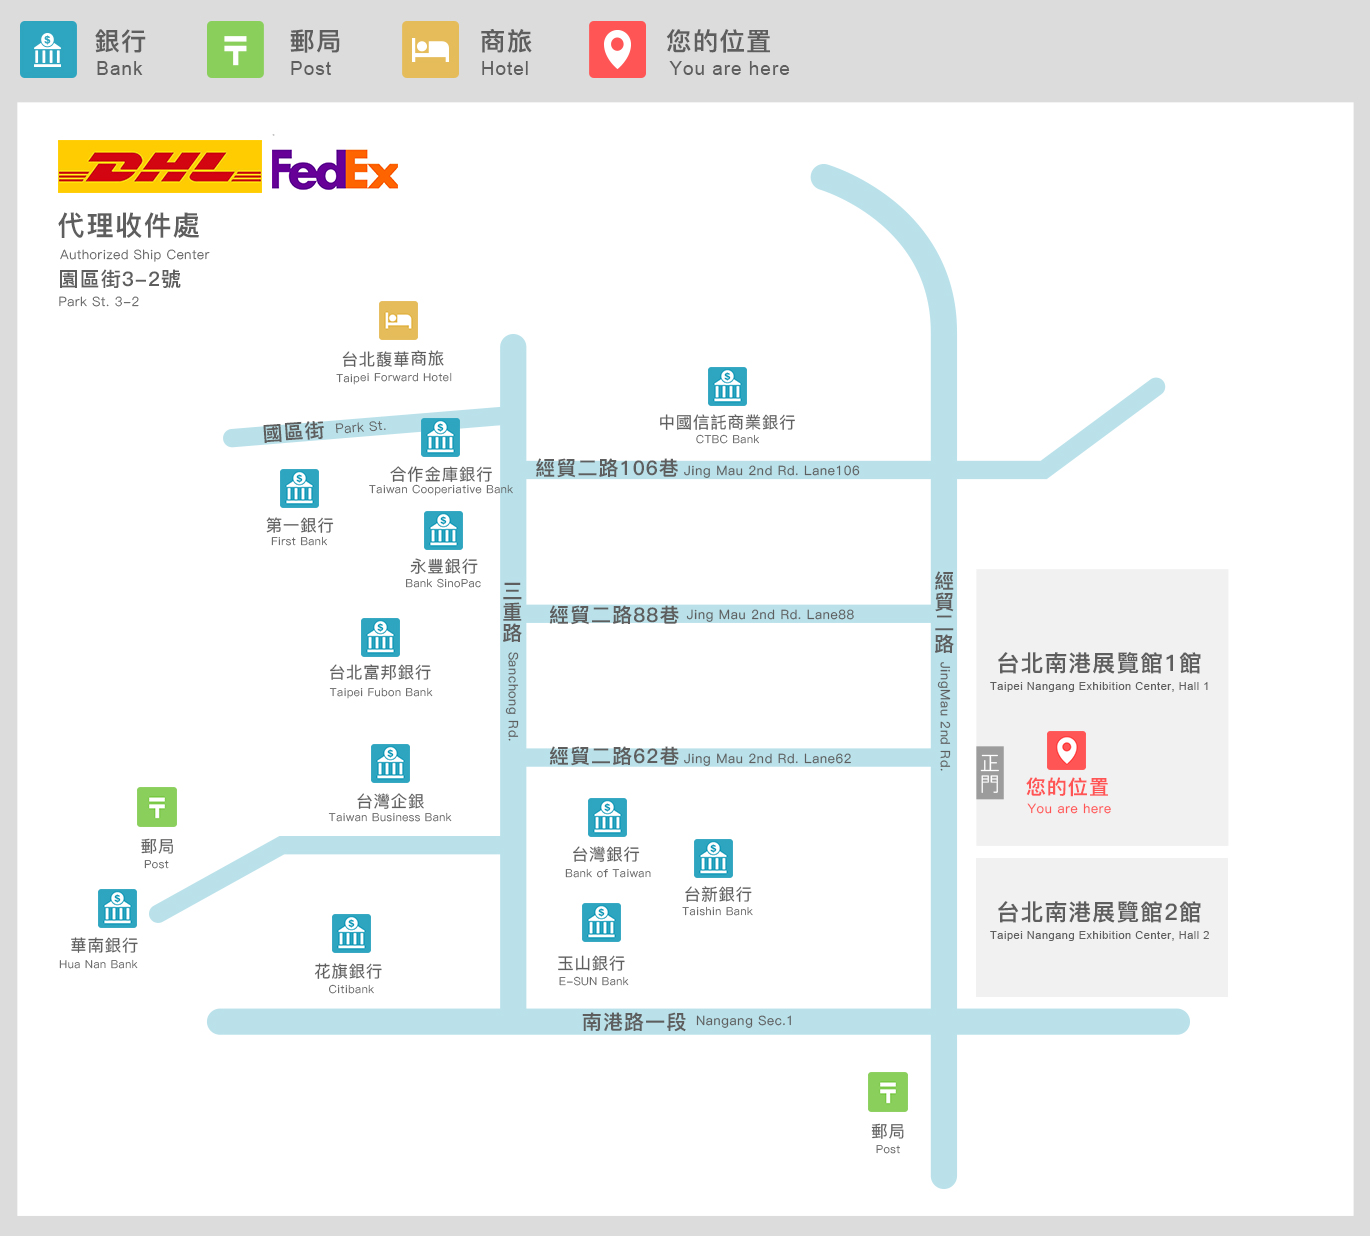 銀行
Bank
郵局
Post
商旅
Hotel
您的位置
You are here
DHL
FedEx
代理收件處
Authorized Ship Center
園區街3-2號
Park St. 3-2
台北馥華商旅
Taipei Forward Hotel
國區街 Park St.
中國信託商業銀行
CTBC Bank
合作金庫銀行
Taiwan Cooperiative Bank
經貿二路106巷 Jing Mau 2nd Rd. Lane106
第一銀行
First Bank
永豐銀行
Bank SinoPac
三重路 Sanchong Rd.
經貿二路88巷 Jing Mau 2nd Rd. Lane88
經貿二路 JingMau 2nd Rd.
台北富邦銀行
Taipei Fubon Bank
台北南港展覽館1館
Taipei Nangang Exhibition Center, Hall 1
經貿二路62巷 Jing Mau 2nd Rd. Lane62
正門
您的位置
You are here
台灣企銀
Taiwan Business Bank
郵局
Post
台灣銀行
Bank of Taiwan
台新銀行
Taishin Bank
華南銀行
Hua Nan Bank
花旗銀行
Citibank
玉山銀行
E-SUN Bank
台北南港展覽館2館
Taipei Nangang Exhibition Center, Hall 2
南港路一段 Nangang Sec.1
郵局
Post